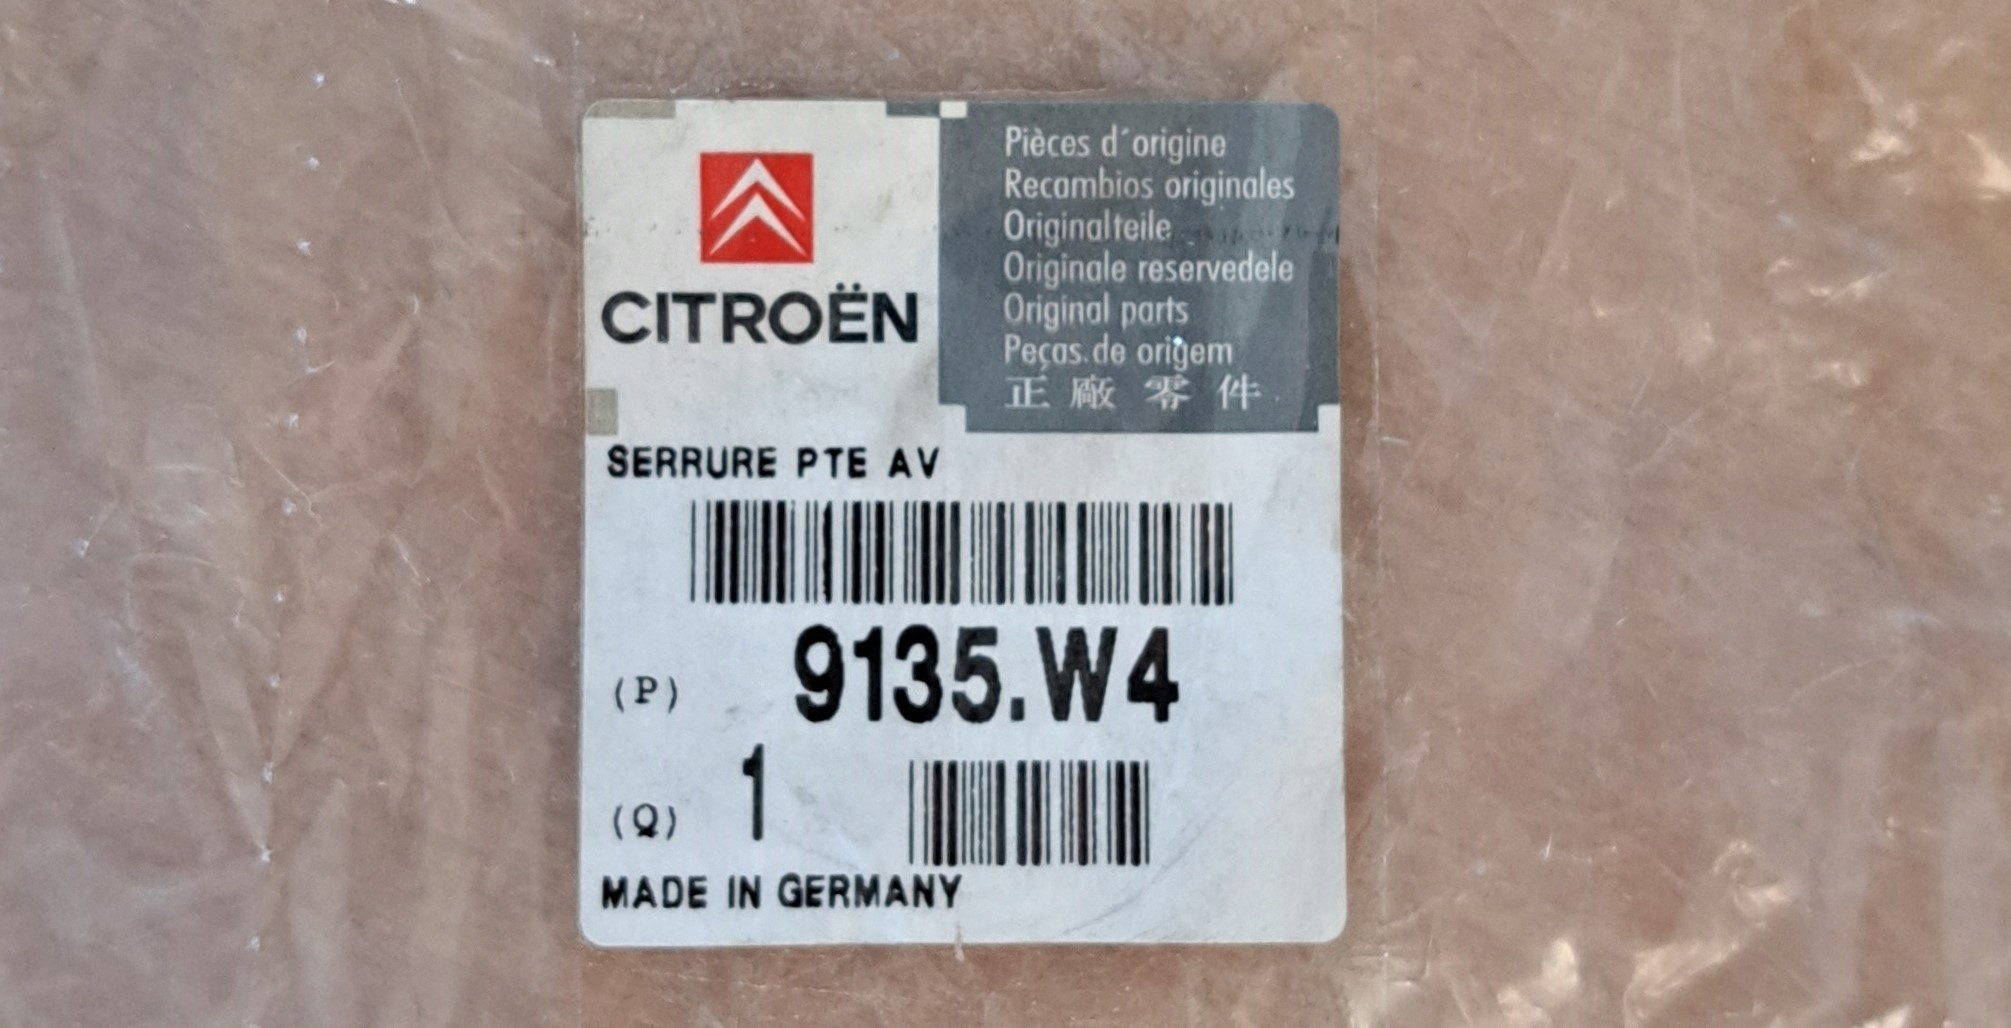 CITROËN
Pièces d´origine
Recambios originales
Originalteile
Originale reservedele
Original parts
Peças de origem
正廠零件
SERRURE PTE AV
(P) 9135.W4
(Q) 1
MADE IN GERMANY